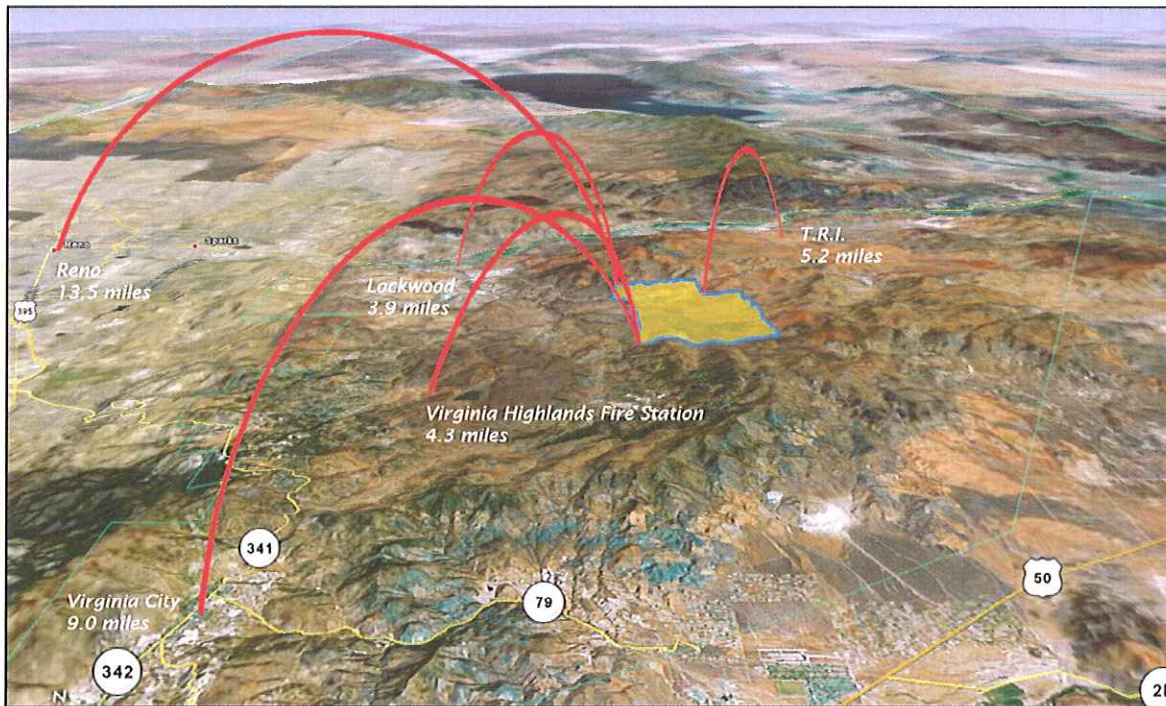 Reno
Sparks
Reno
13.5 miles
395
Lockwood
3.9 miles
T.R.I.
5.2 miles
Virginia Highlands Fire Station
4.3 miles
341
50
79
Virginia City
9.0 miles
342
N